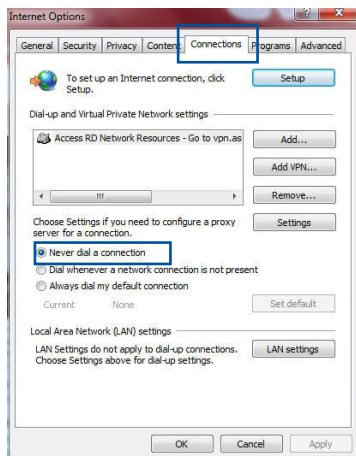 Internet Options
General Security Privacy Content Connections Programs Advanced
To set up an Internet connection, click
Setup.
Setup
Dial-up and Virtual Private Network settings
Access RD Network Resources - Go to vpn.as
Add...
Add VPN...
Remove...
Choose Settings if you need to configure a proxy
server for a connection.
Settings
Never dial a connection
Dial whenever a network connection is not present
Always dial my default connection
Current None
Set default
Local Area Network (LAN) settings
LAN Settings do not apply to dial-up connections.
Choose Settings above for dial-up settings.
LAN settings
OK Cancel Apply